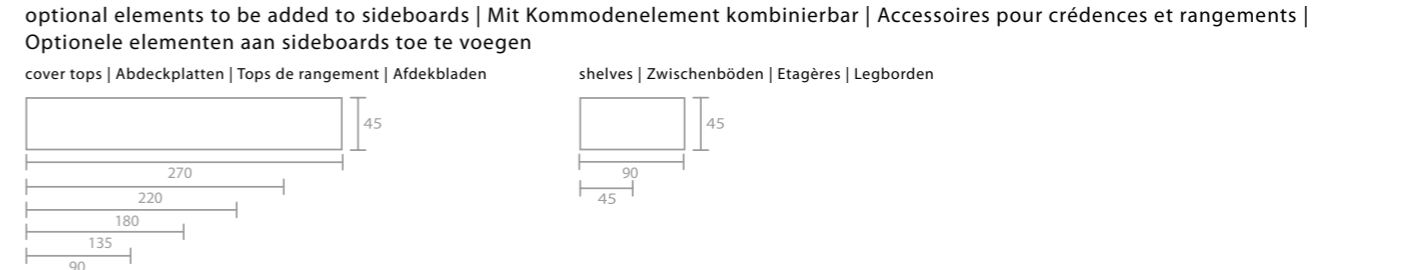 optional elements to be added to sideboards | Mit Kommodenelement kombinierbar | Accessoires pour crédences et rangements |
Optionele elementen aan sideboards toe te voegen
cover tops | Abdeckplatten | Tops de rangement | Afdekbladen
45
270
220
180
135
90
shelves | Zwischenböden | Etagères | Legborden
45
90
45